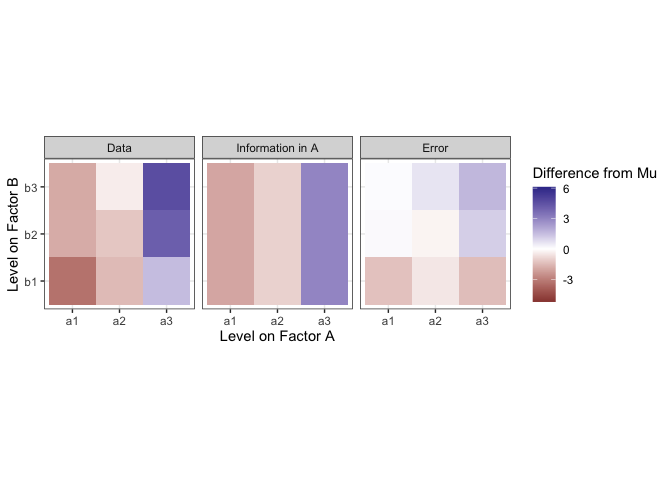 Data
Information in A
Error
Level on Factor B
b3
b2
b1
a1 a2 a3
a1 a2 a3
a1 a2 a3
Level on Factor A
Difference from Mu
6
3
0
-3